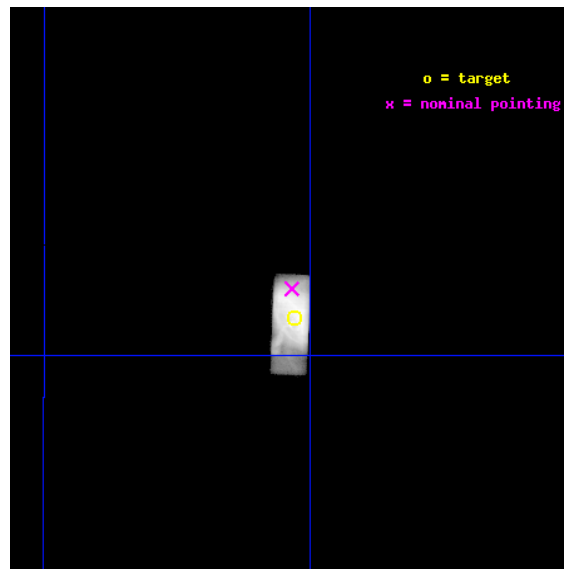 o = target
x = nominal pointing